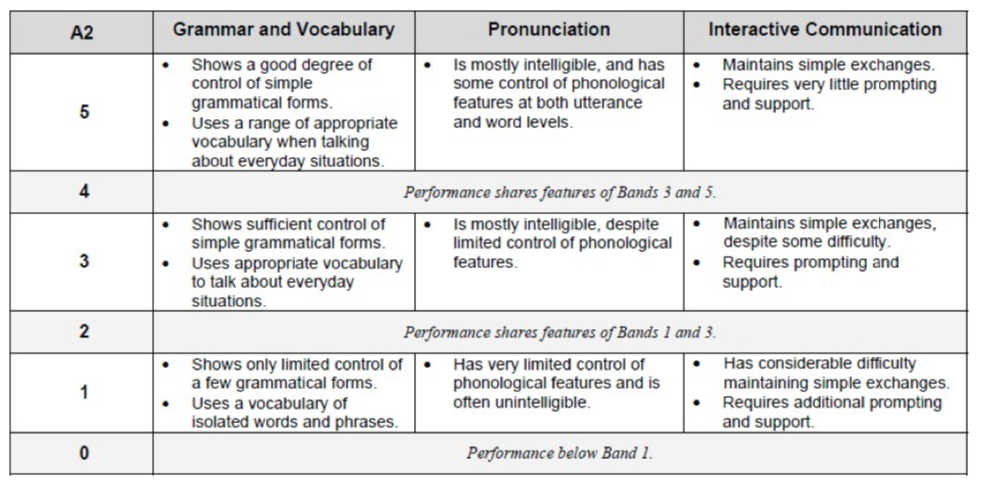 A2
Grammar and Vocabulary
Pronunciation
Interactive Communication
5
• Shows a good degree of
control of simple
grammatical forms.
• Uses a range of appropriate
vocabulary when talking
about everyday situations.
• Is mostly intelligible, and has
some control of phonological
features at both utterance
and word levels.
• Maintains simple exchanges.
• Requires very little prompting
and support.
4
Performance shares features of Bands 3 and 5.
3
• Shows sufficient control of
simple grammatical forms.
• Uses appropriate vocabulary
to talk about everyday
situations.
• Is mostly intelligible, despite
limited control of phonological
features.
• Maintains simple exchanges,
despite some difficulty.
• Requires prompting and
support.
2
Performance shares features of Bands 1 and 3.
1
• Shows only limited control of
a few grammatical forms.
• Uses a vocabulary of
isolated words and phrases.
• Has very limited control of
phonological features and is
often unintelligible.
• Has considerable difficulty
maintaining simple exchanges.
• Requires additional prompting
and support.
0
Performance below Band 1.